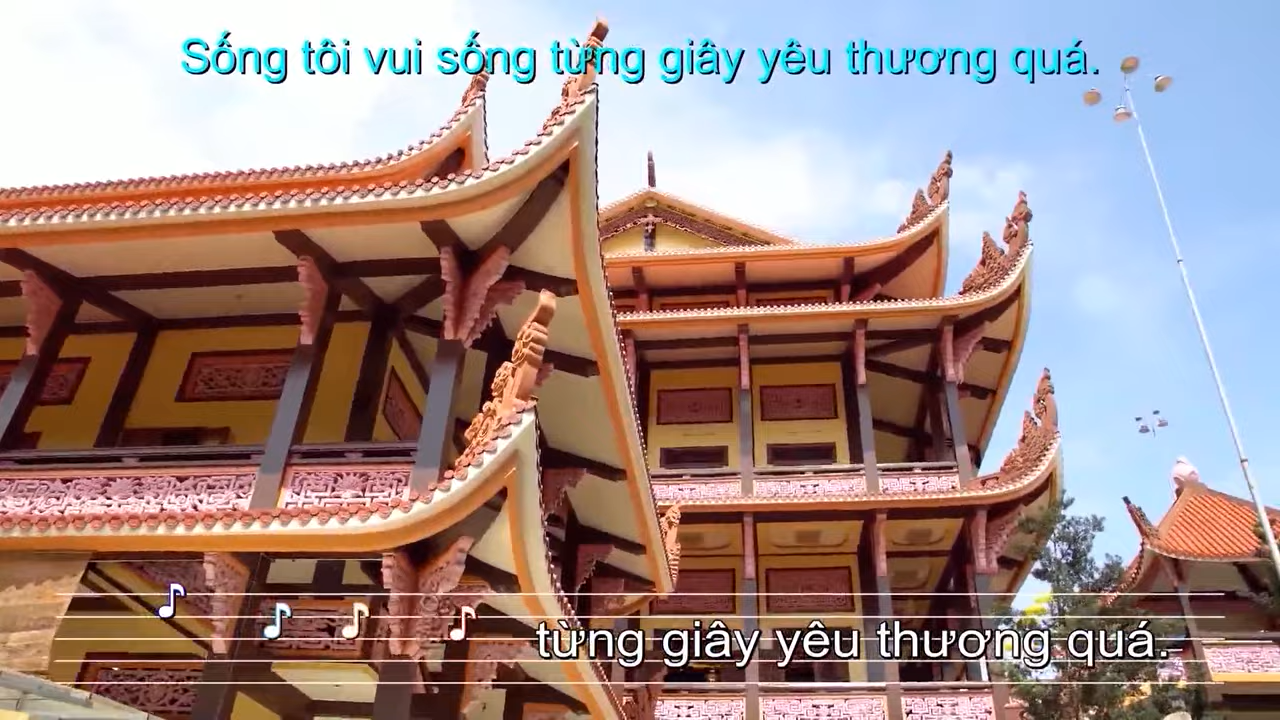 Sống tôi vui sống từng giây yêu thương quá.
từng giây yêu thương quá.